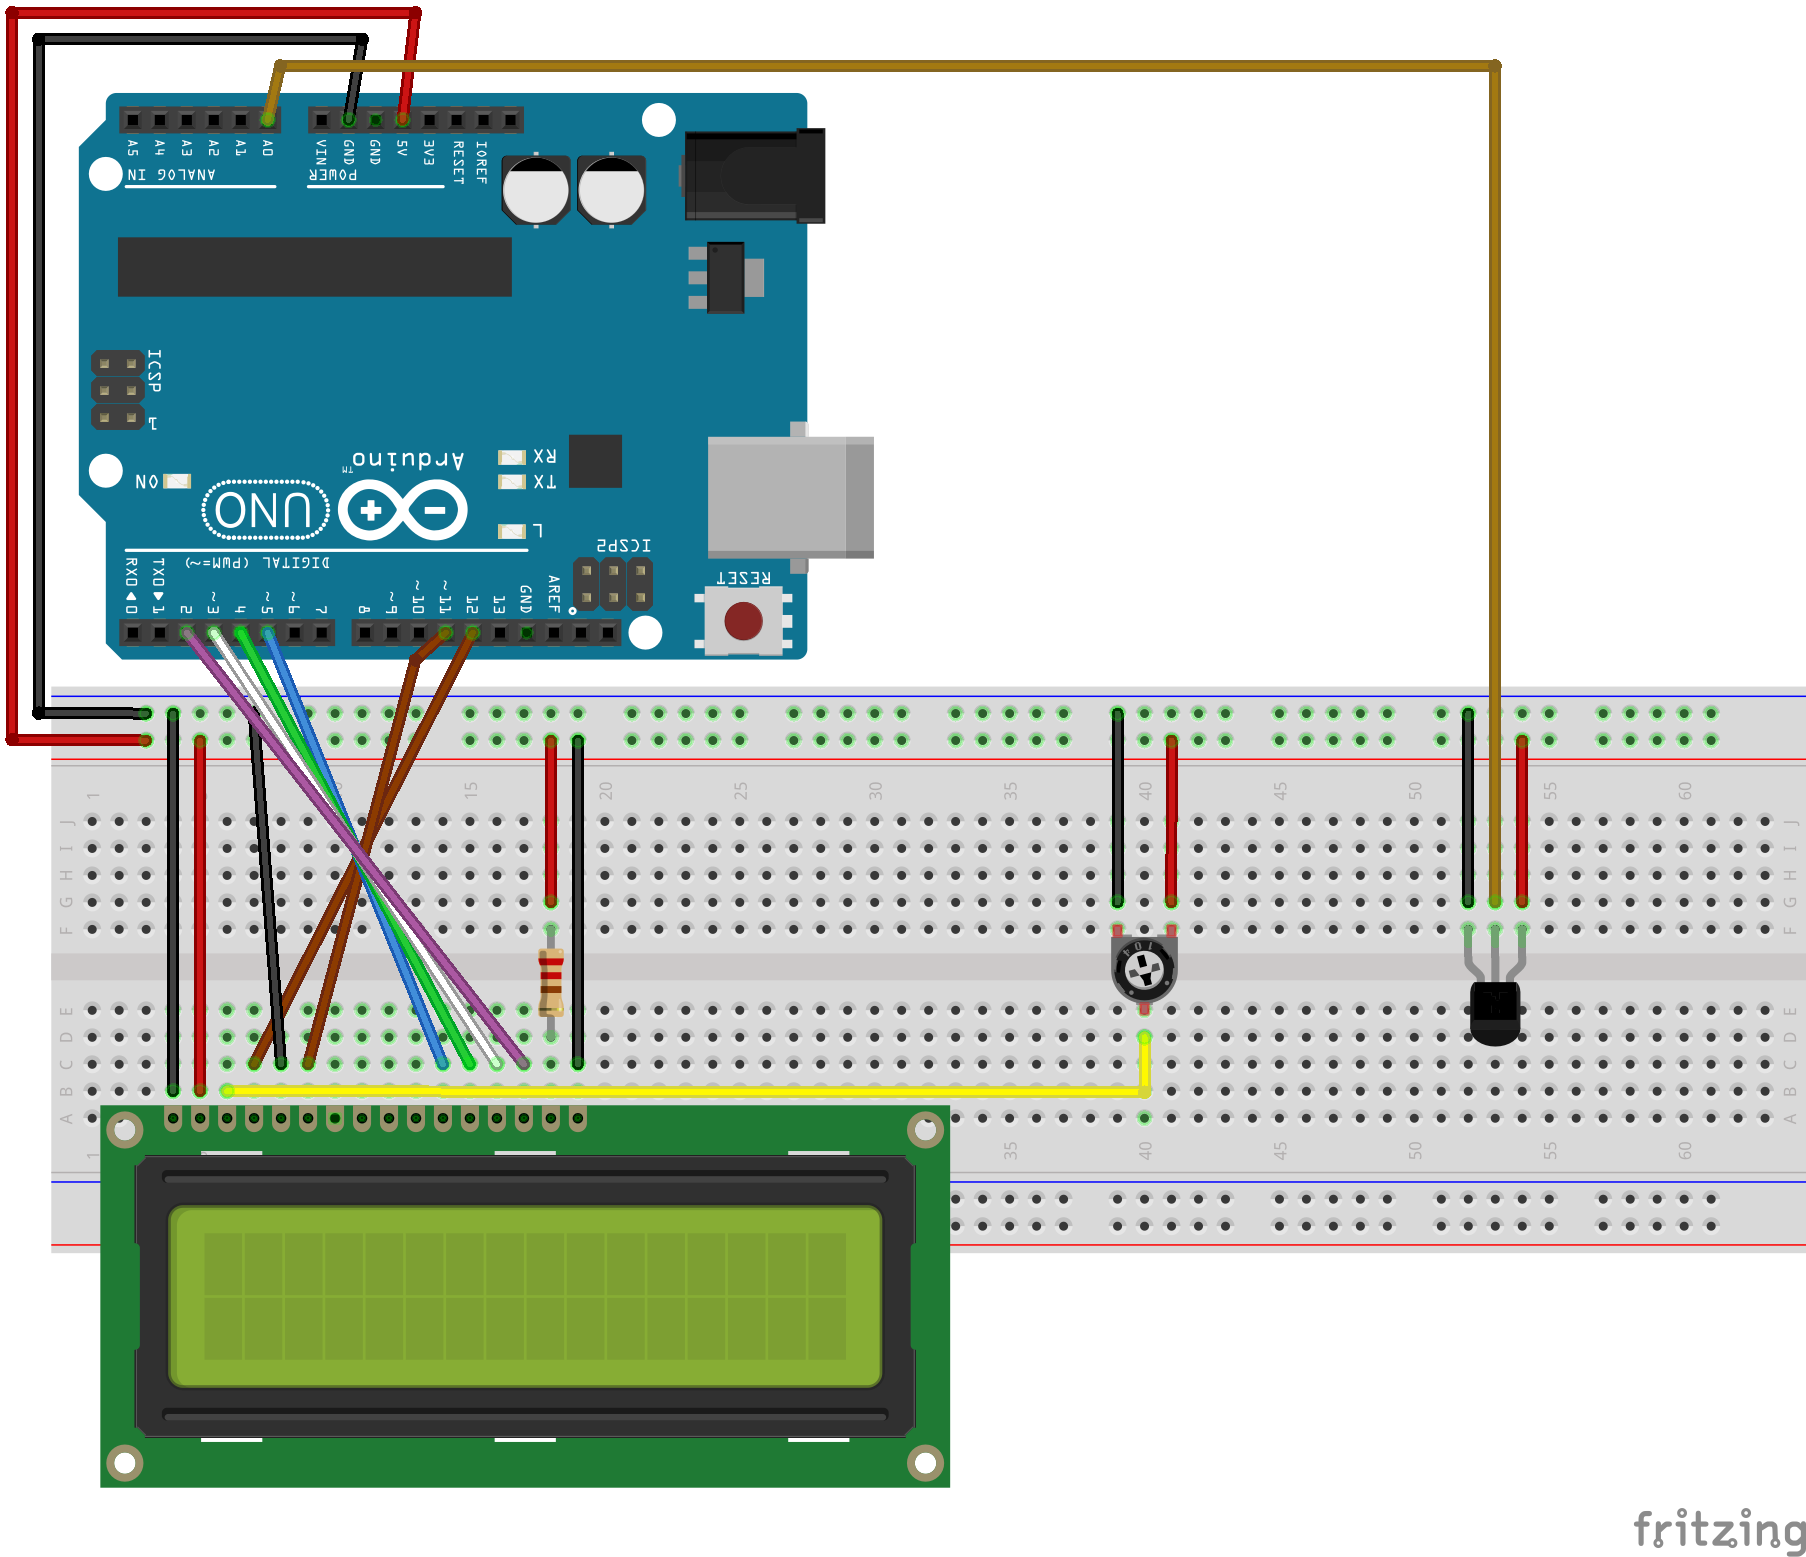 A5 A4 A3 A2 A1 A0
VIN GND GND 5V 3V3 RESET IOREF
ANALOG IN
POWER
ICSP
1
Arduino
TM
RX
TX
ON
UNO
L
ICSP2
DIGITAL (PWM=~)
RESET
RX0 TX0
0 1 2 ~3 4 ~5 ~6 7 8 ~9 ~10 ~11 12 13 GND AREF
1 15 20 25 30 35 40 45 50 55 60
J J
I I
H H
G G
F F
E E
D D
C C
B B
A A
1 35 40 45 50 55 60
fritzing